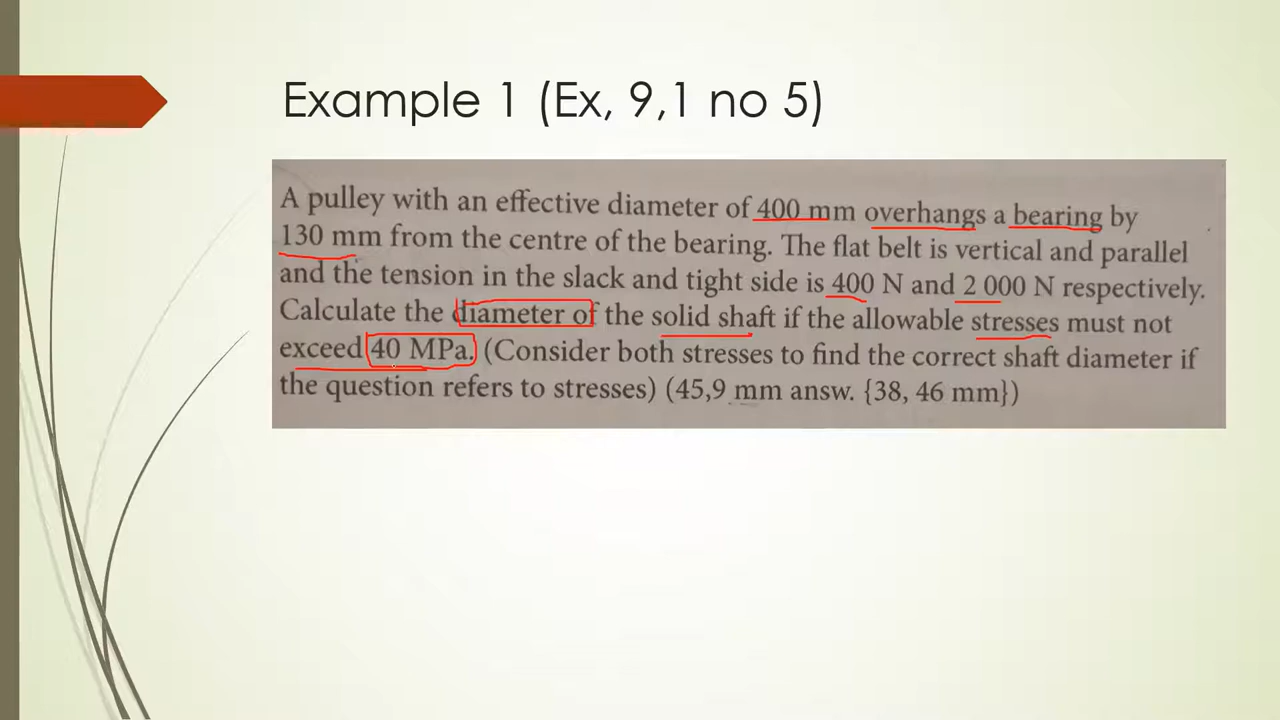 Example 1 (Ex, 9,1 no 5)
A pulley with an effective diameter of 400 mm overhangs a bearing by
130 mm from the centre of the bearing. The flat belt is vertical and parallel
and the tension in the slack and tight side is 400 N and 2 000 N respectively.
Calculate the diameter of the solid shaft if the allowable stresses must not
exceed 40 MPa. (Consider both stresses to find the correct shaft diameter if
the question refers to stresses) (45,9 mm answ. {38, 46 mm})